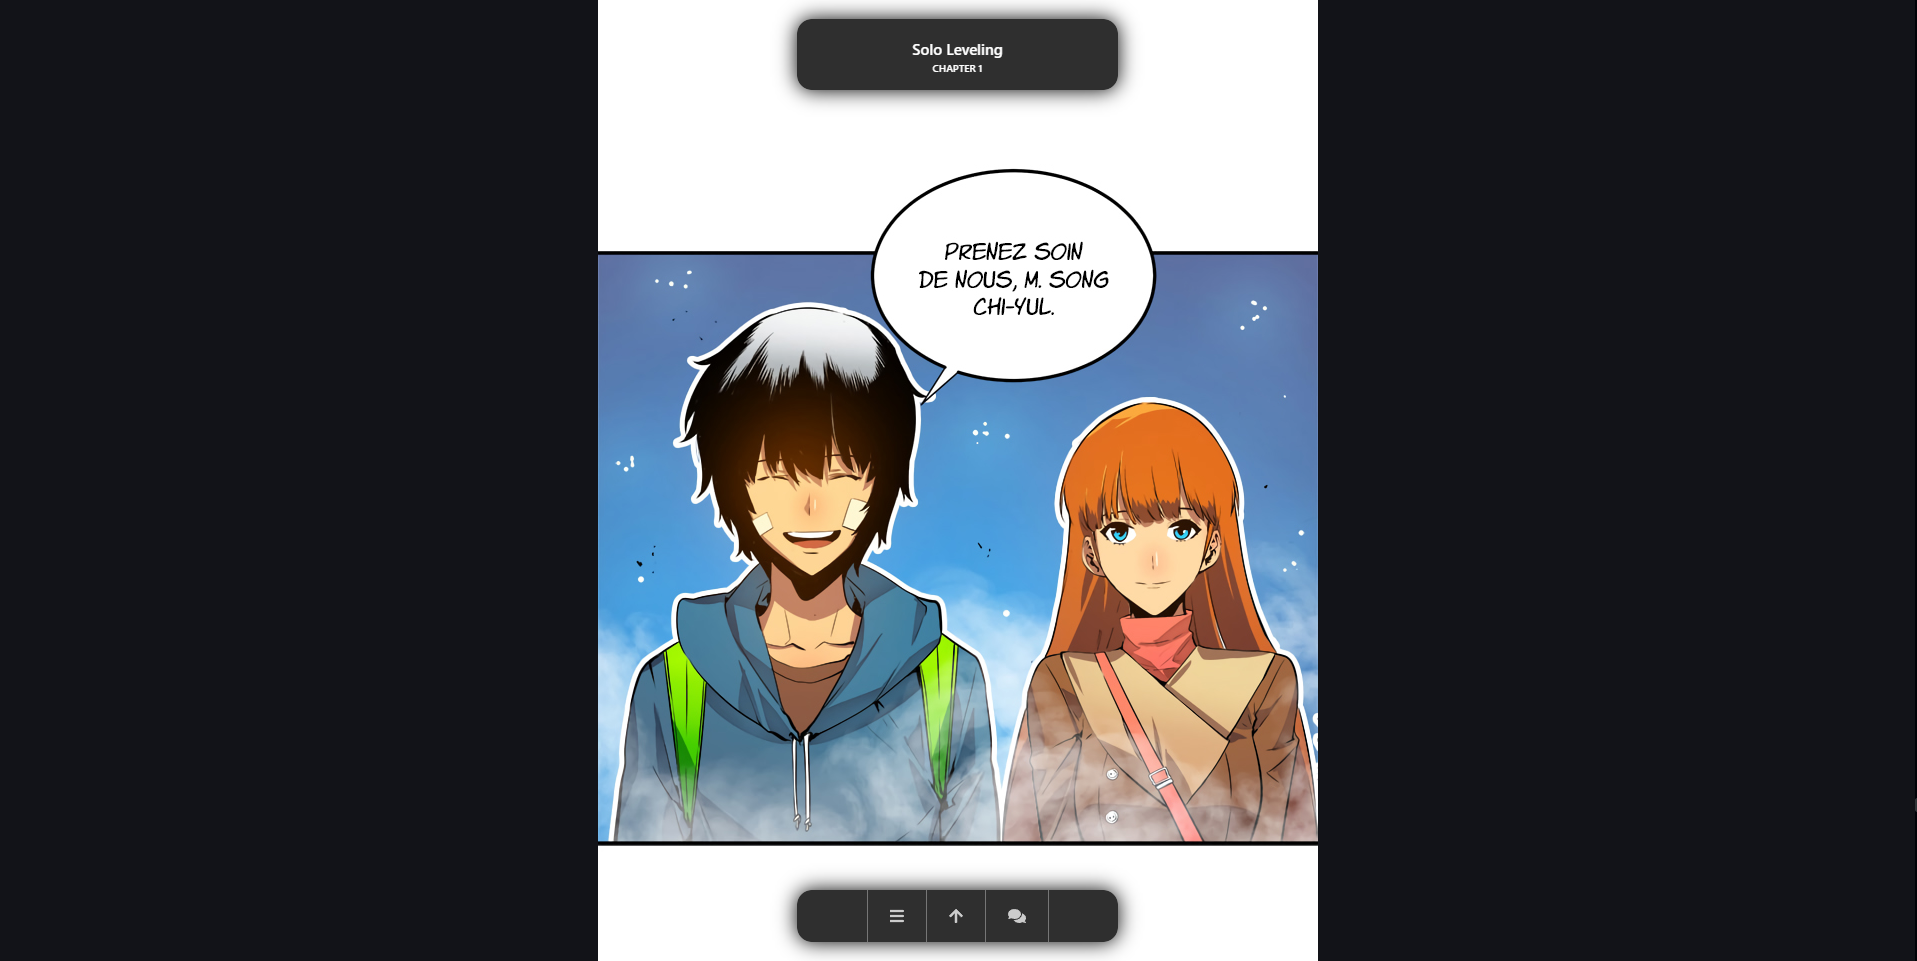 Solo Leveling
CHAPTER 1
PRENEZ SOIN
DE NOUS, M. SONG
CHI-YUL.